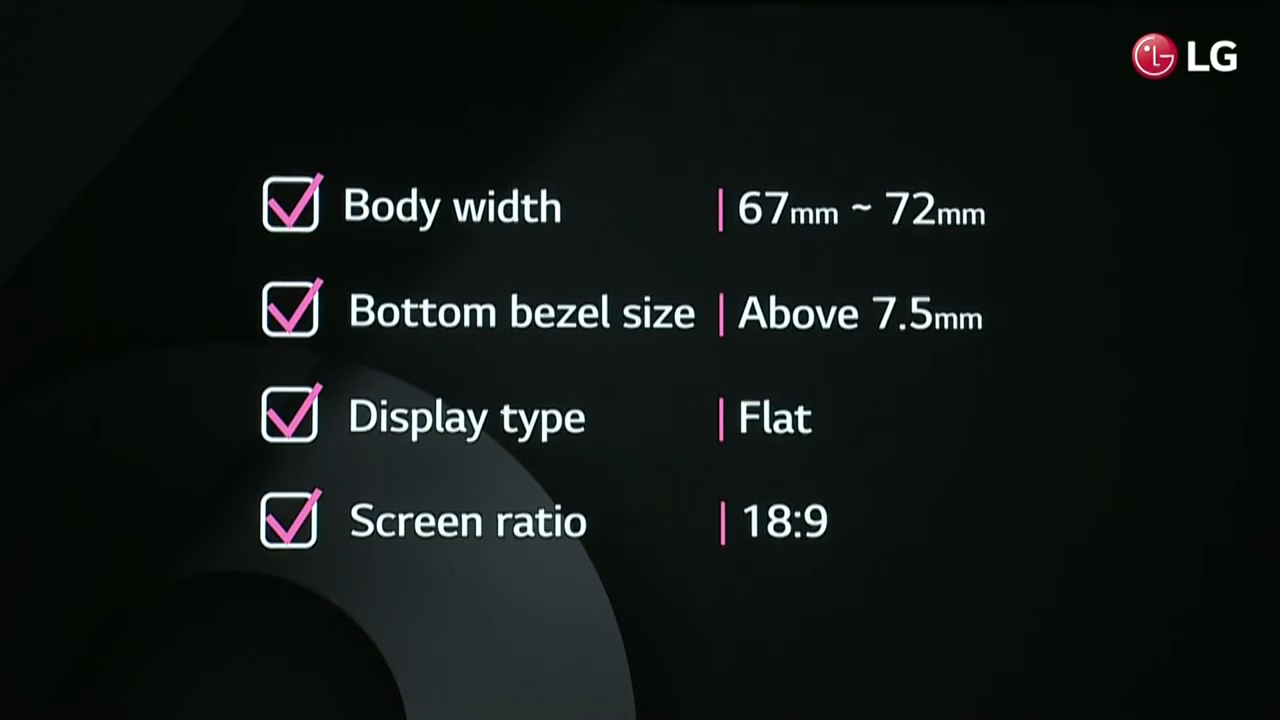 LG
Body width | 67mm ~ 72mm
Bottom bezel size | Above 7.5mm
Display type | Flat
Screen ratio | 18:9